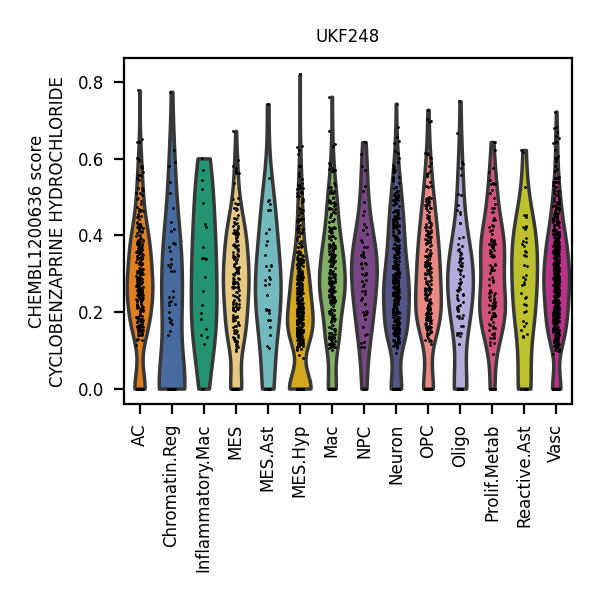 UKF248
CHEMBL1200636 score
CYCLOBENZAPRINE HYDROCHLORIDE
0.8
0.6
0.4
0.2
0.0
AC
Chromatin.Reg
Inflammatory.Mac
MES
MES.Ast
MES.Hyp
Mac
NPC
Neuron
OPC
Oligo
Prolif.Metab
Reactive.Ast
Vasc